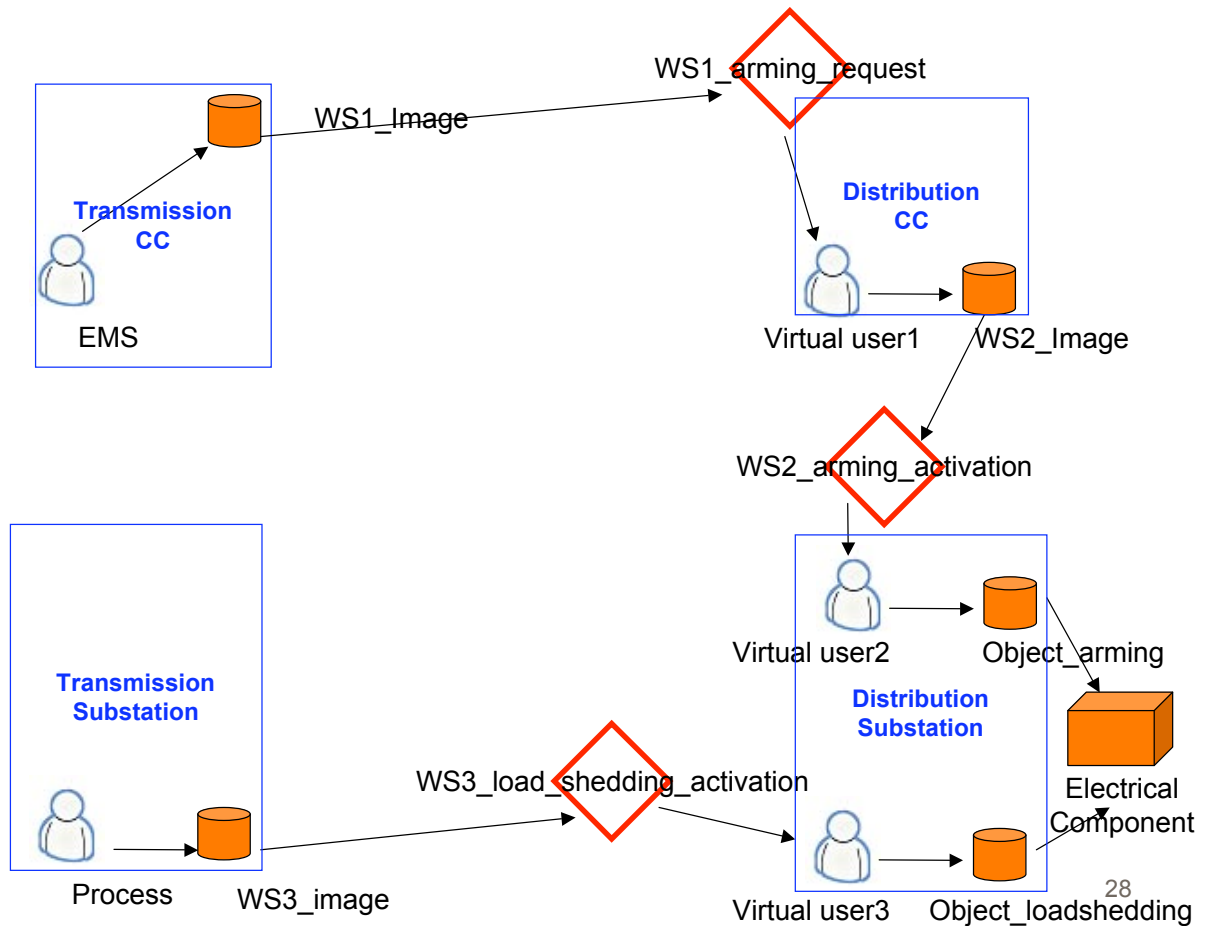 WS1_arming_request
WS1_Image
Transmission
CC
EMS
Distribution
CC
Virtual user1
WS2_Image
WS2_arming_activation
Virtual user2
Object_arming
Transmission
Substation
Distribution
Substation
WS3_load_shedding_activation
Electrical
Component
Process
WS3_image
Virtual user3
Object_loadshedding
28